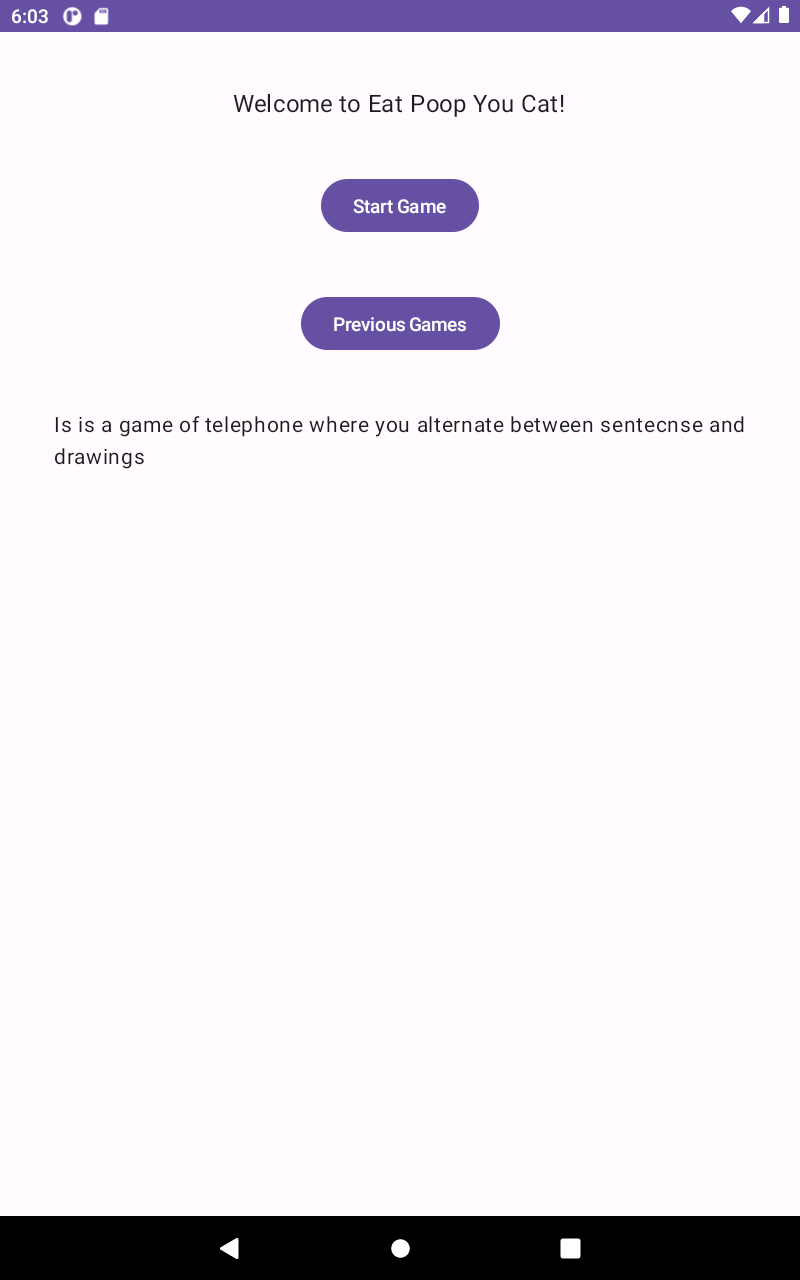 6:03
Welcome to Eat Poop You Cat!
Start Game
Previous Games
Is is a game of telephone where you alternate between sentecnse and
drawings